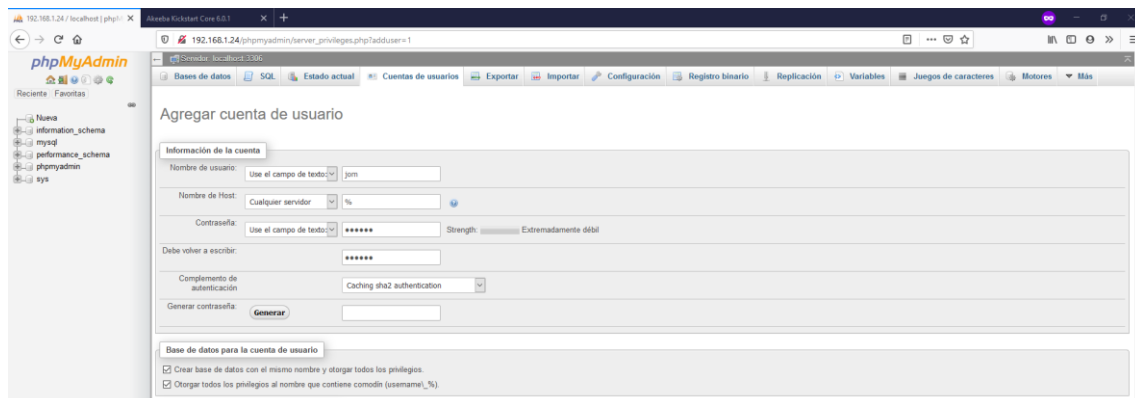 192.168.1.24 / localhost | phpM
Akeeba Kickstart Core 6.0.1
192.168.1.24/phpmyadmin/server_privileges.php?adduser=1
phpMyAdmin
Reciente Favoritas
Nueva
information_schema
mysql
performance_schema
phpmyadmin
sys
Servidor: localhost:3306
Bases de datos SQL Estado actual Cuentas de usuarios Exportar Importar Configuración Registro binario Replicación Variables Juegos de caracteres Motores Más
Agregar cuenta de usuario
Información de la cuenta
Nombre de usuario: Use el campo de texto: jom
Nombre de Host: Cualquier servidor %
Contraseña: Use el campo de texto: •••••• Strength: Extremadamente débil
Debe volver a escribir: ••••••
Complemento de autenticación Caching sha2 authentication
Generar contraseña: Generar
Base de datos para la cuenta de usuario
Crear base de datos con el mismo nombre y otorgar todos los privilegios.
Otorgar todos los privilegios al nombre que contiene comodín (username\_%).